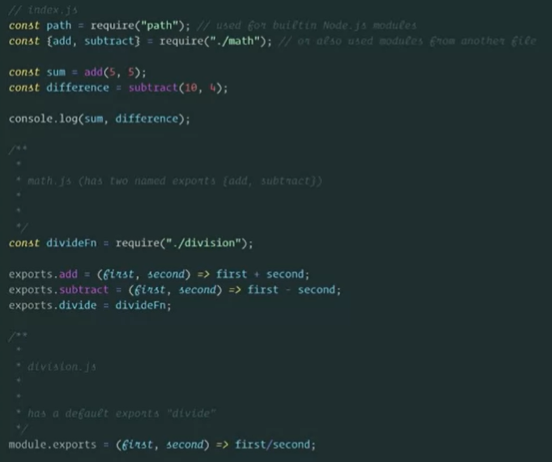 // index.js
const path = require("path"); // used for builtin Node.js modules
const {add, subtract} = require("./math"); // or also used modules from another file
const sum = add(5, 5);
const difference = subtract(10, 4);
console.log(sum, difference);
/**
*
* math.js (has two named exports {add, subtract})
*
*
*/
const divideFn = require("./division");
exports.add = (first, second) => first + second;
exports.subtract = (first, second) => first - second;
exports.divide = divideFn;
/**
*
* division.js
*
*
* has a default exports "divide"
*/
module.exports = (first, second) => first/second;